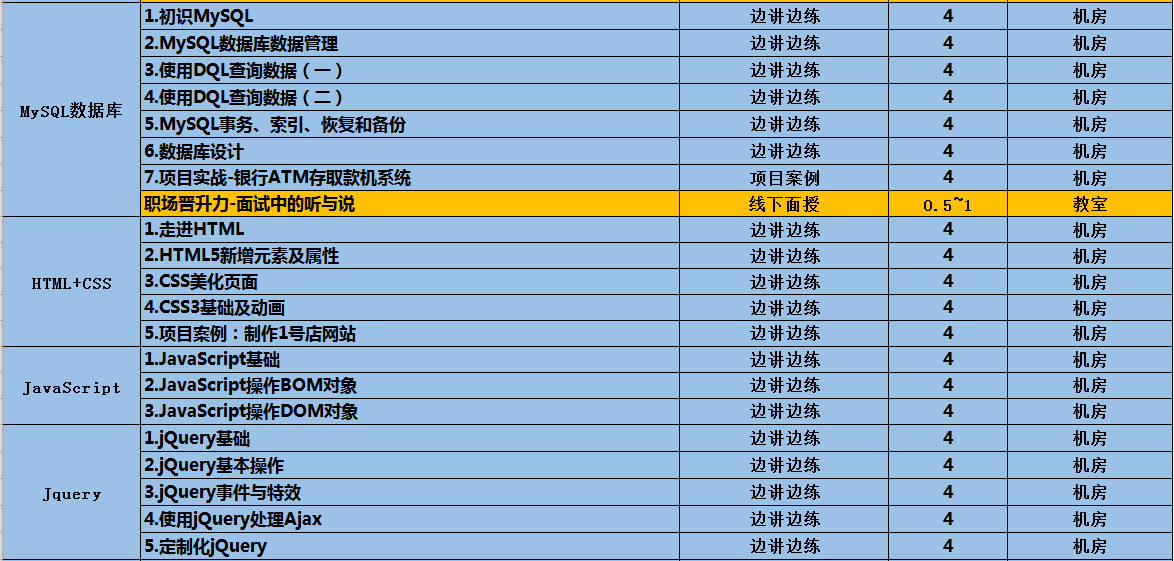 MySQL数据库
1.初识MySQL 边讲边练 4 机房
2.MySQL数据库数据管理 边讲边练 4 机房
3.使用DQL查询数据（一） 边讲边练 4 机房
4.使用DQL查询数据（二） 边讲边练 4 机房
5.MySQL事务、索引、恢复和备份 边讲边练 4 机房
6.数据库设计 边讲边练 4 机房
7.项目实战-银行ATM存取款机系统 项目案例 4 机房
职场晋升力-面试中的听与说 线下面授 0.5~1 教室
HTML+CSS
1.走进HTML 边讲边练 4 机房
2.HTML5新增元素及属性 边讲边练 4 机房
3.CSS美化页面 边讲边练 4 机房
4.CSS3基础及动画 边讲边练 4 机房
5.项目案例：制作1号店网站 边讲边练 4 机房
JavaScript
1.JavaScript基础 边讲边练 4 机房
2.JavaScript操作BOM对象 边讲边练 4 机房
3.JavaScript操作DOM对象 边讲边练 4 机房
Jquery
1.jQuery基础 边讲边练 4 机房
2.jQuery基本操作 边讲边练 4 机房
3.jQuery事件与特效 边讲边练 4 机房
4.使用jQuery处理Ajax 边讲边练 4 机房
5.定制化jQuery 边讲边练 4 机房